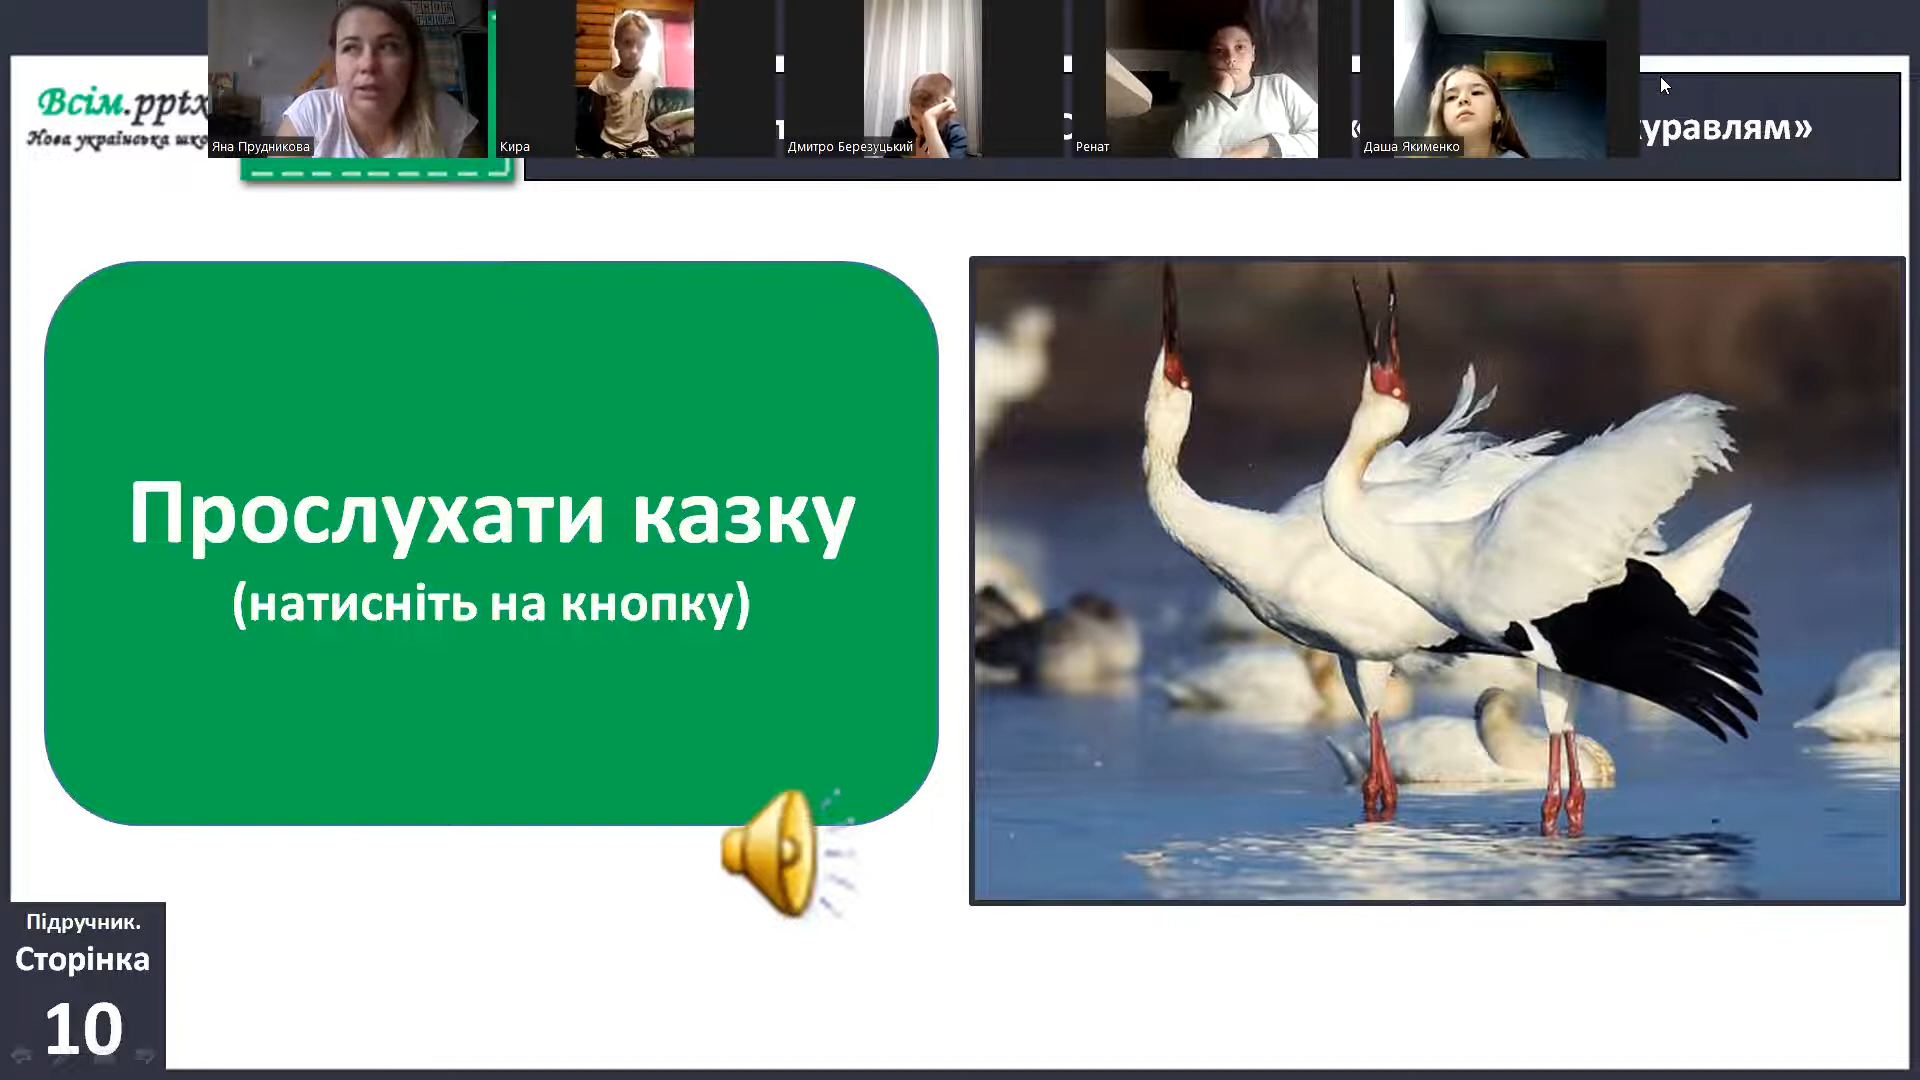 Всім.pptx
Нова українська шко
Яна Прудникова
Кира
Дмитро Березуцький
Ренат
Даша Якименко
уравлям»
Прослухати казку
(натисніть на кнопку)
Підручник.
Сторінка
10